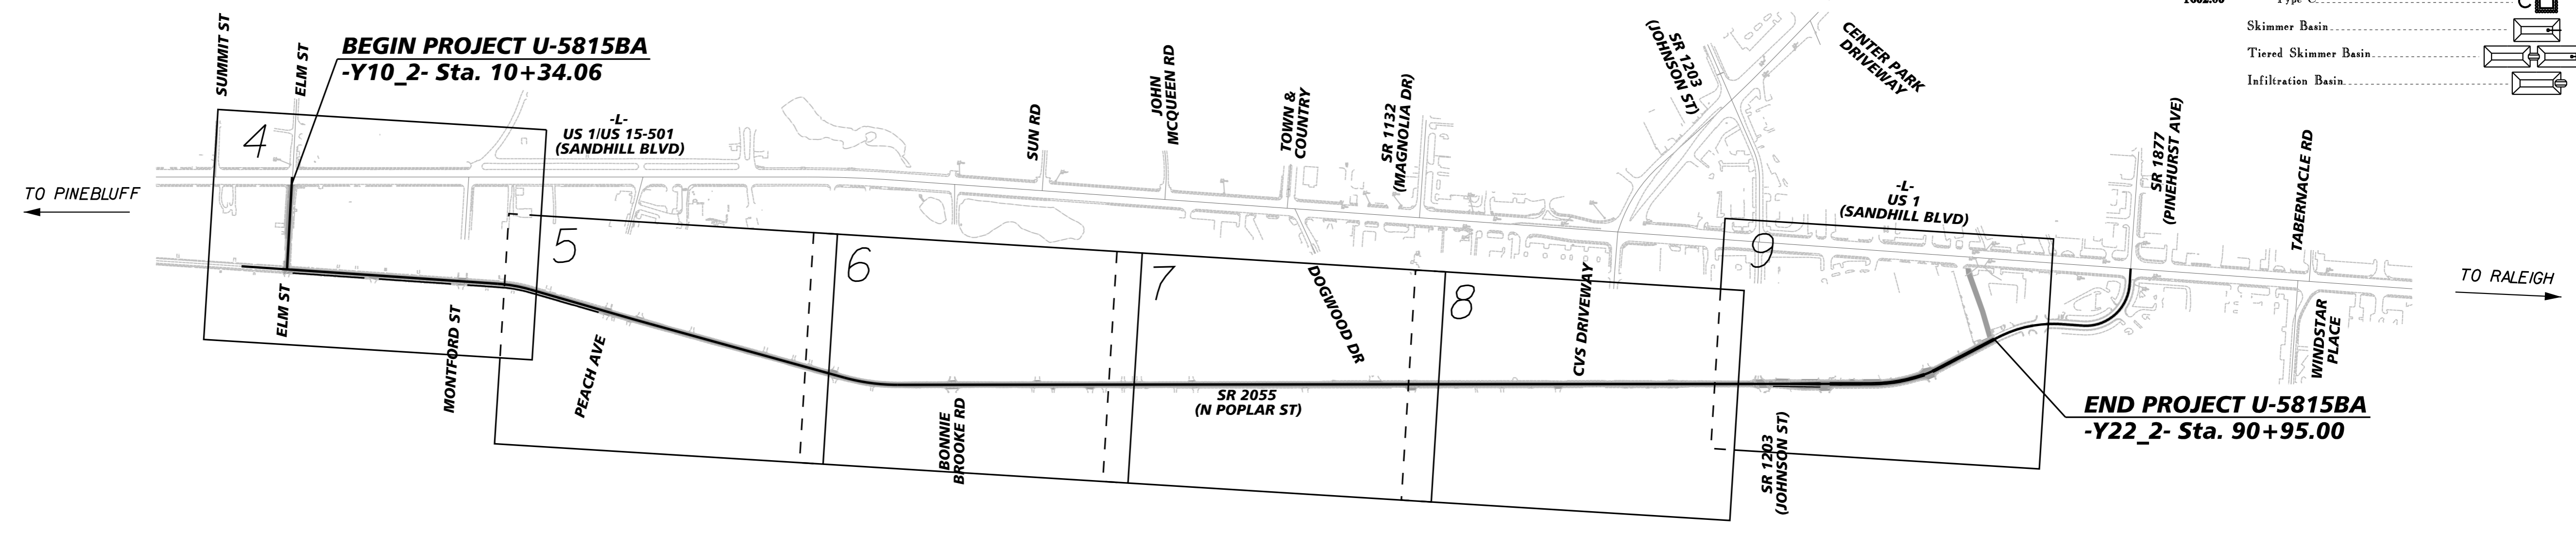 SUMMIT ST
ELM ST
BEGIN PROJECT U-5815BA
-Y10_2- Sta. 10+34.06
-L-
US 1/US 15-501
(SANDHILL BLVD)
SUN RD
JOHN
MCQUEEN RD
TOWN &
COUNTRY
SR 1132
(MAGNOLIA DR)
SR 1203
(JOHNSON ST)
CENTER PARK
DRIVEWAY
Skimmer Basin
Tiered Skimmer Basin
Infiltration Basin
C
-L-
US 1
(SANDHILL BLVD)
SR 1877
(PINEHURST AVE)
TABERNACLE RD
TO PINEBLUFF
TO RALEIGH
4
5
6
7
8
9
ELM ST
MONTFORD ST
PEACH AVE
BONNIE
BROOKE RD
SR 2055
(N POPLAR ST)
DOGWOOD DR
CVS DRIVEWAY
SR 1203
(JOHNSON ST)
WINDSTAR
PLACE
END PROJECT U-5815BA
-Y22_2- Sta. 90+95.00